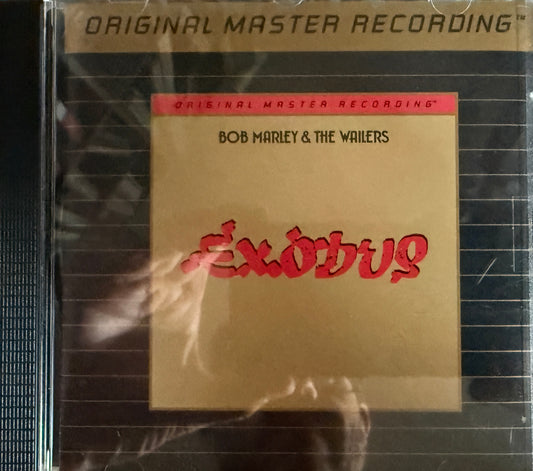 ORIGINAL MASTER RECORDING™
ORIGINAL MASTER RECORDING™
BOB MARLEY & THE WAILERS
EXODUS